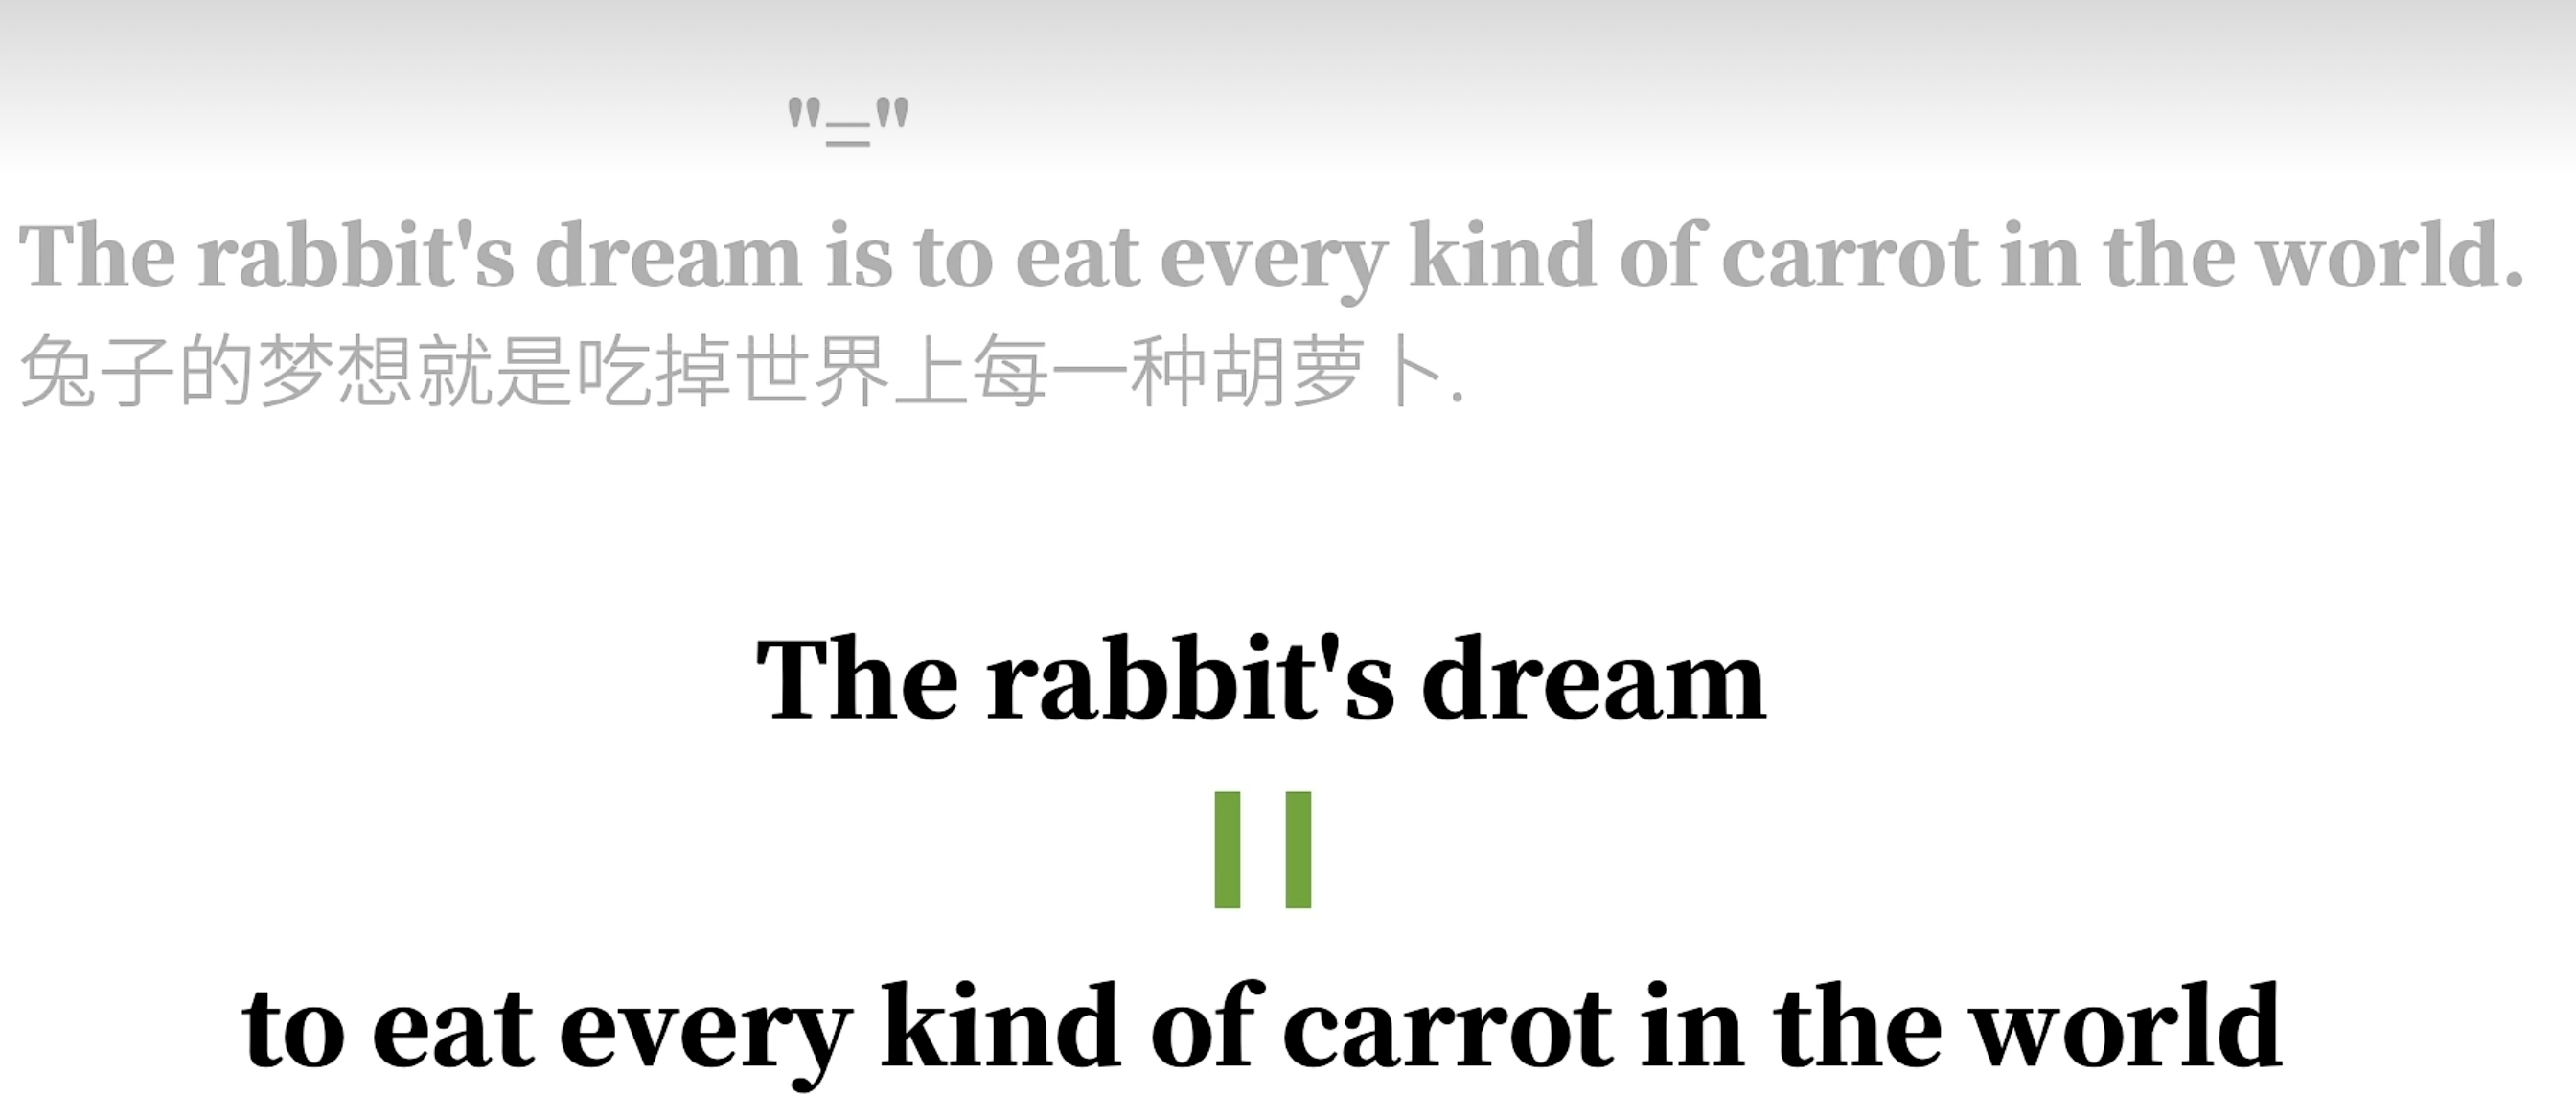 "="
The rabbit's dream is to eat every kind of carrot in the world.
兔子的梦想就是吃掉世界上每一种胡萝卜.
The rabbit's dream
to eat every kind of carrot in the world